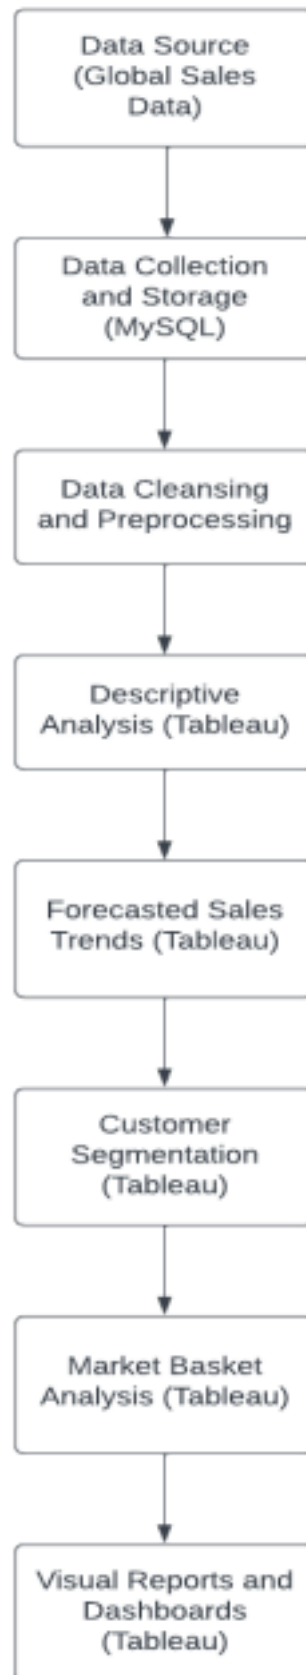 Data Source
(Global Sales
Data)
Data Collection
and Storage
(MySQL)
Data Cleansing
and Preprocessing
Descriptive
Analysis (Tableau)
Forecasted Sales
Trends (Tableau)
Customer
Segmentation
(Tableau)
Market Basket
Analysis (Tableau)
Visual Reports and
Dashboards
(Tableau)